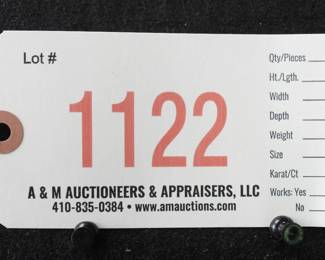 Lot #
1122
A & M AUCTIONEERS & APPRAISERS, LLC
410-835-0384 • www.amauctions.com
Qty/Pieces
Ht./Lgth.
Width
Depth
Weight
Size
Karat/Ct
Works: Yes
No